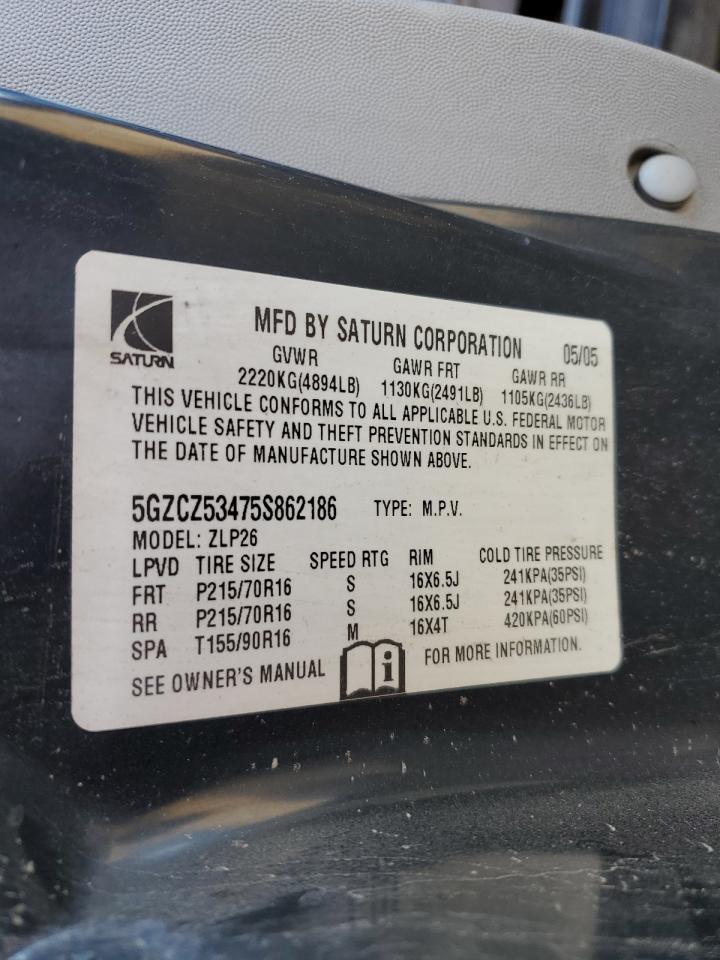 SATURN
MFD BY SATURN CORPORATION 05/05
GVWR GAWR FRT GAWR RR
2220KG(4894LB) 1130KG(2491LB) 1105KG(2436LB)
THIS VEHICLE CONFORMS TO ALL APPLICABLE U.S. FEDERAL MOTOR
VEHICLE SAFETY AND THEFT PREVENTION STANDARDS IN EFFECT ON
THE DATE OF MANUFACTURE SHOWN ABOVE.
5GZCZ53475S862186 TYPE: M.P.V.
MODEL: ZLP26
LPVD TIRE SIZE SPEED RTG RIM COLD TIRE PRESSURE
FRT P215/70R16 S 16X6.5J 241KPA(35PSI)
RR P215/70R16 S 16X6.5J 241KPA(35PSI)
SPA T155/90R16 M 16X4T 420KPA(60PSI)
SEE OWNER'S MANUAL i FOR MORE INFORMATION.